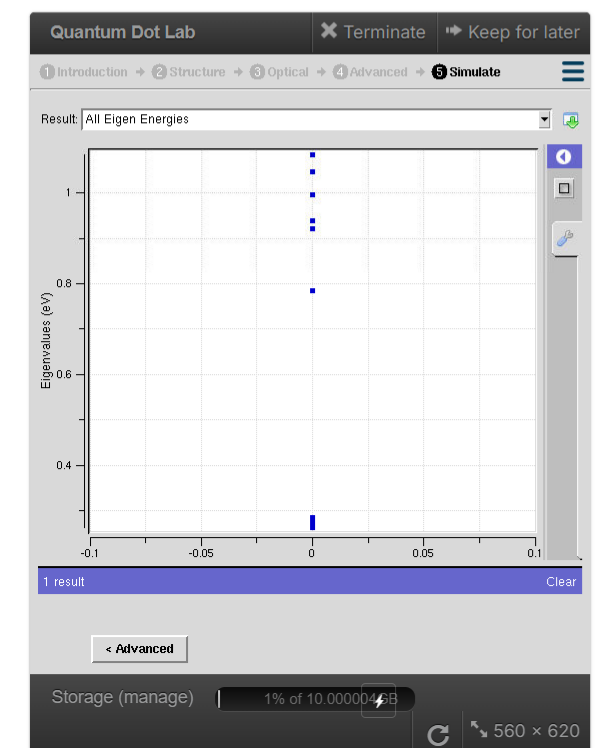 Quantum Dot Lab ✖ Terminate Keep for later
1 Introduction → 2 Structure → 3 Optical → 4 Advanced → 5 Simulate
Result: All Eigen Energies
1
0.8
0.6
0.4
Eigenvalues (eV)
-0.1 -0.05 0 0.05 0.1
1 result Clear
< Advanced
Storage (manage) 1% of 10.000004GB
560 × 620